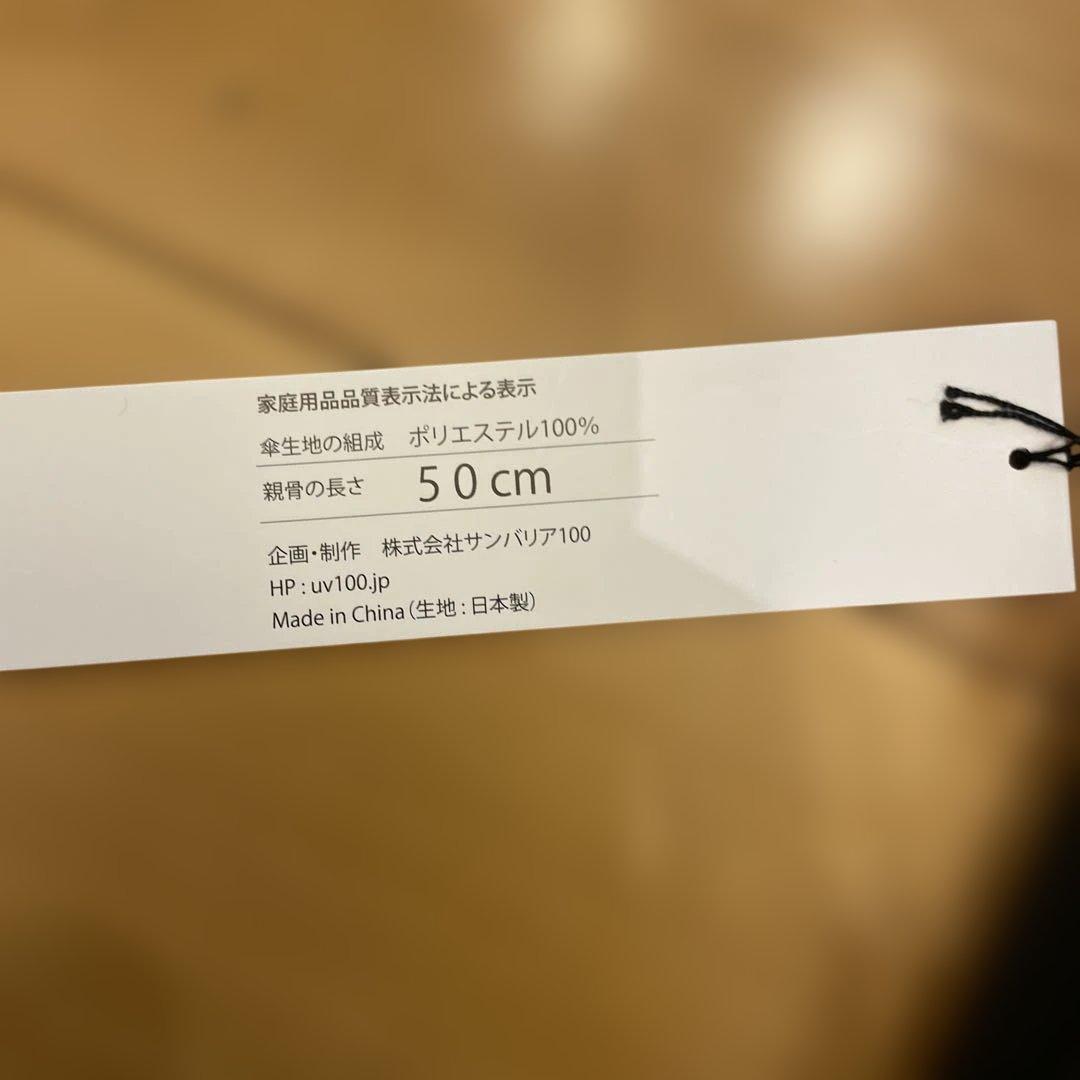 家庭用品品質表示法による表示
傘生地の組成 ポリエステル100%
親骨の長さ 50cm
企画・制作 株式会社サンバリア100
HP : uv100.jp
Made in China(生地 : 日本製)